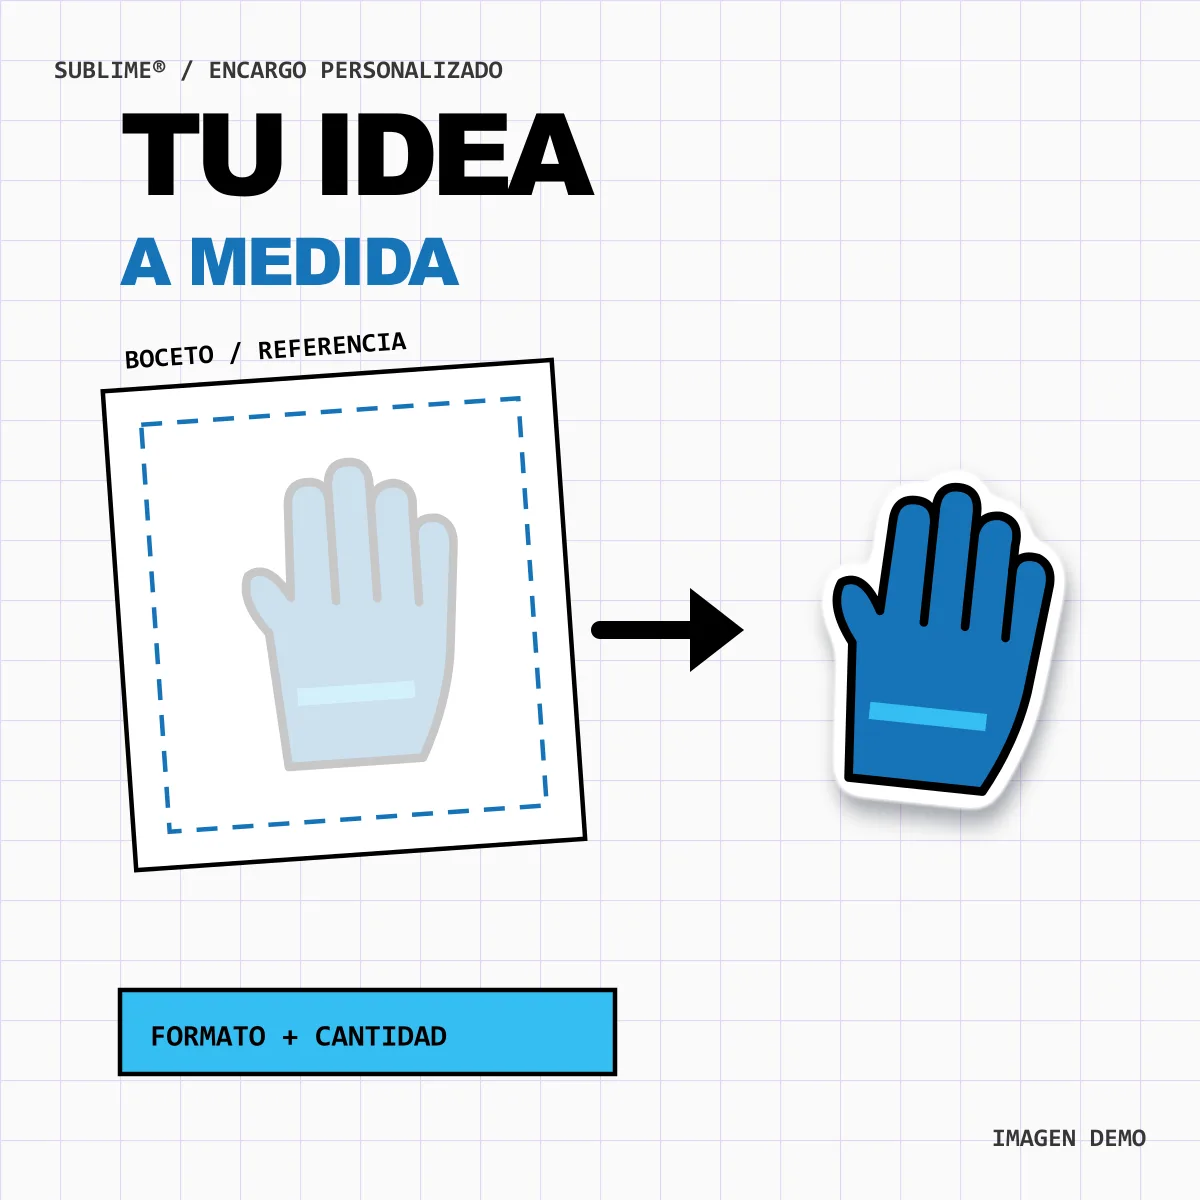 SUBLIME® / ENCARGO PERSONALIZADO
TU IDEA
A MEDIDA
BOCETO / REFERENCIA
FORMATO + CANTIDAD
IMAGEN DEMO